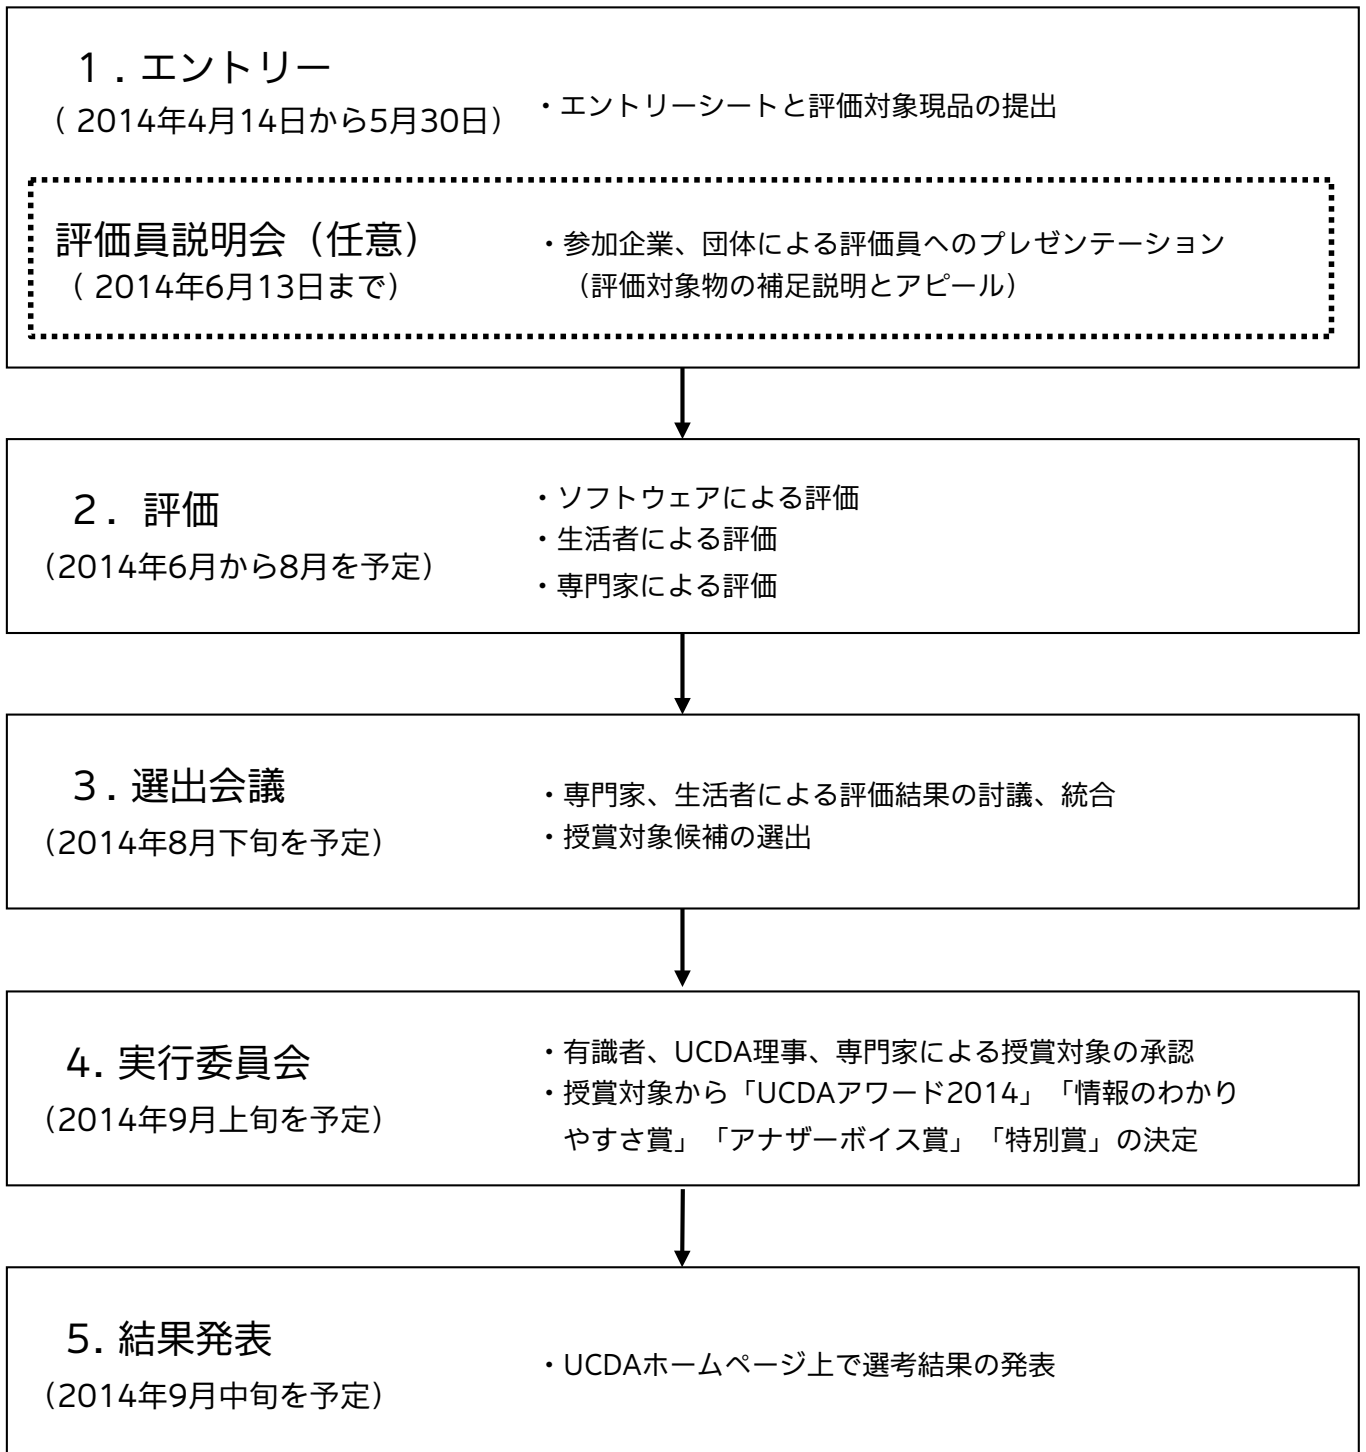 １．エントリー
（ 2014年4月14日から5月30日）
・エントリーシートと評価対象現品の提出
評価員説明会（任意）
（ 2014年6月13日まで）
・参加企業、団体による評価員へのプレゼンテーション
（評価対象物の補足説明とアピール）
２．評価
（2014年6月から8月を予定）
・ソフトウェアによる評価
・生活者による評価
・専門家による評価
３．選出会議
（2014年8月下旬を予定）
・専門家、生活者による評価結果の討議、統合
・授賞対象候補の選出
4．実行委員会
（2014年9月上旬を予定）
・有識者、UCDA理事、専門家による授賞対象の承認
・授賞対象から「UCDAアワード2014」「情報のわかり
やすさ賞」「アナザーボイス賞」「特別賞」の決定
5．結果発表
（2014年9月中旬を予定）
・UCDAホームページ上で選考結果の発表